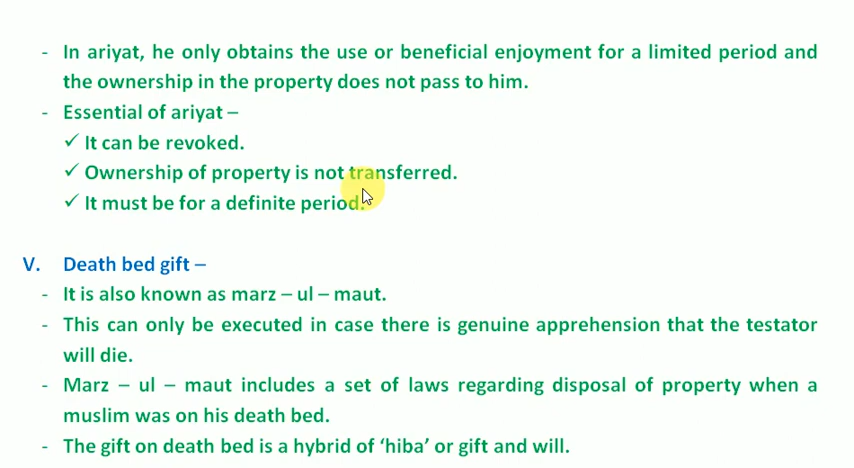 - In ariyat, he only obtains the use or beneficial enjoyment for a limited period and
the ownership in the property does not pass to him.
- Essential of ariyat –
✓ It can be revoked.
✓ Ownership of property is not transferred.
✓ It must be for a definite period.
V. Death bed gift –
- It is also known as marz – ul – maut.
- This can only be executed in case there is genuine apprehension that the testator
will die.
- Marz – ul – maut includes a set of laws regarding disposal of property when a
muslim was on his death bed.
- The gift on death bed is a hybrid of ‘hiba’ or gift and will.